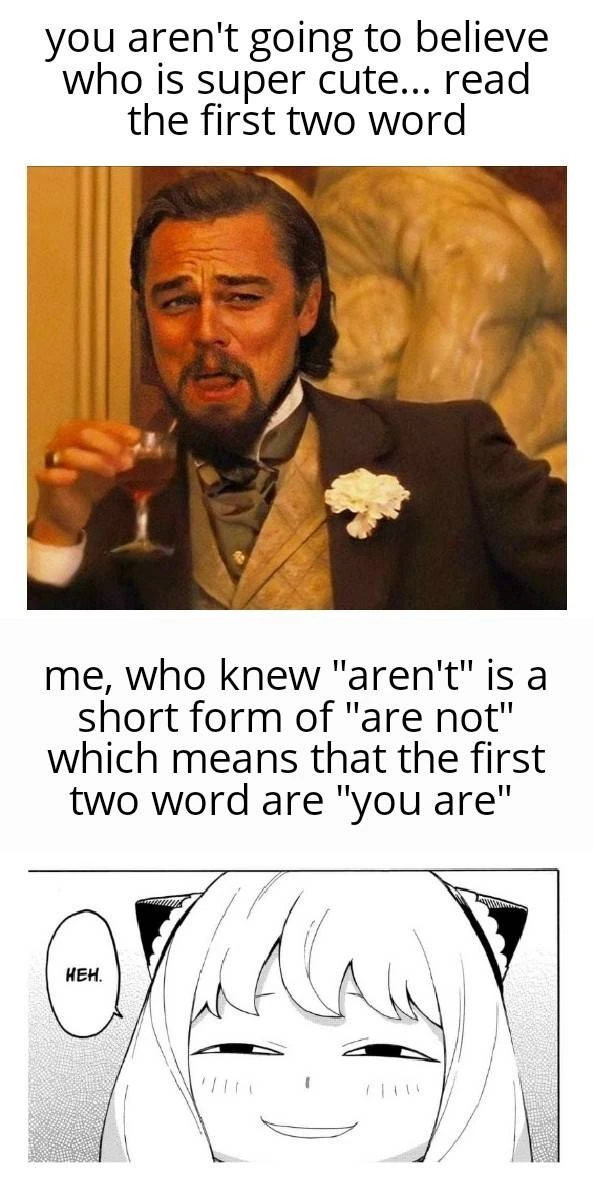 you aren't going to believe
who is super cute... read
the first two word
me, who knew "aren't" is a
short form of "are not"
which means that the first
two word are "you are"
HEH.